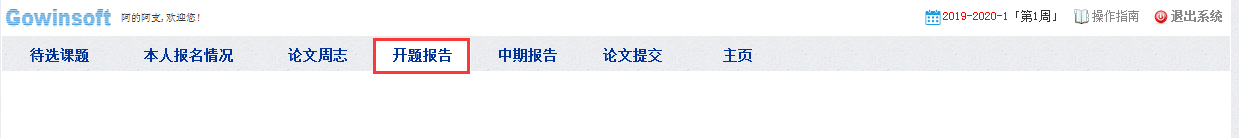 Gowinsoft 阿的阿支,欢迎您! 2019-2020-1「第1周」 操作指南 退出系统
待选课题 本人报名情况 论文周志 开题报告 中期报告 论文提交 主页